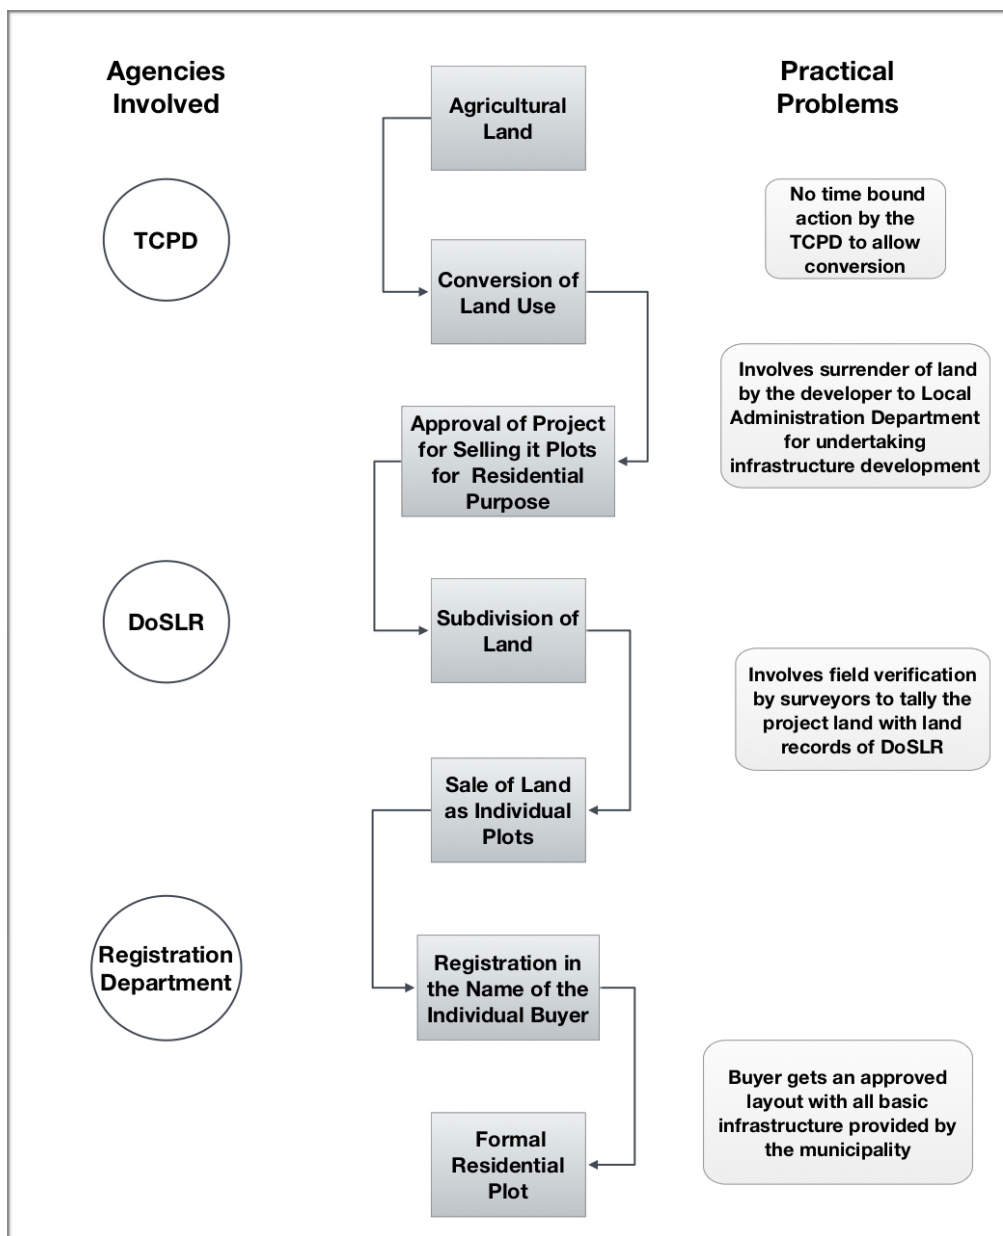 Agencies
Involved
Practical
Problems
Agricultural
Land
TCPD
No time bound
action by the
TCPD to allow
conversion
Conversion of
Land Use
Involves surrender of land
by the developer to Local
Administration Department
for undertaking
infrastructure development
Approval of Project
for Selling it Plots
for Residential
Purpose
DoSLR
Subdivision of
Land
Involves field verification
by surveyors to tally the
project land with land
records of DoSLR
Sale of Land
as Individual
Plots
Registration
Department
Registration in
the Name of the
Individual Buyer
Buyer gets an approved
layout with all basic
infrastructure provided by
the municipality
Formal
Residential
Plot